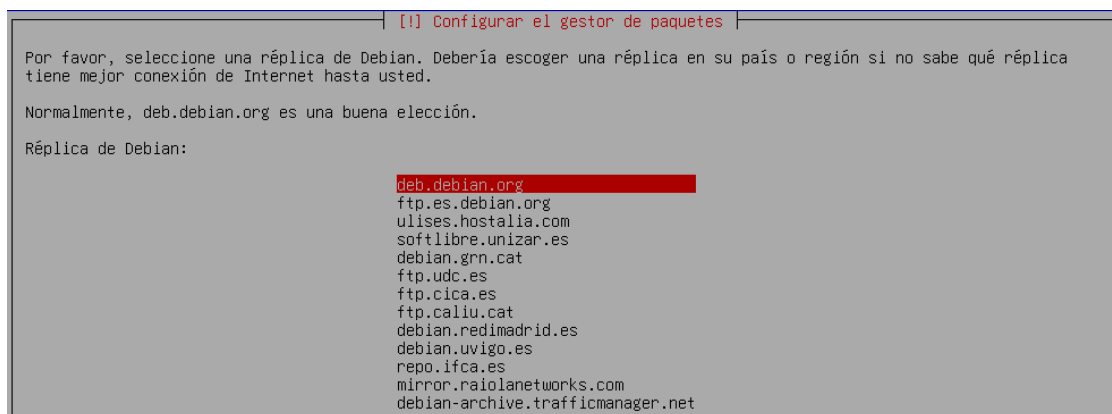 [!] Configurar el gestor de paquetes
Por favor, seleccione una réplica de Debian. Debería escoger una réplica en su país o región si no sabe qué réplica
tiene mejor conexión de Internet hasta usted.
Normalmente, deb.debian.org es una buena elección.
Réplica de Debian:
deb.debian.org
ftp.es.debian.org
ulises.hostalia.com
softlibre.unizar.es
debian.grn.cat
ftp.udc.es
ftp.cica.es
ftp.caliu.cat
debian.redimadrid.es
debian.uvigo.es
repo.ifca.es
mirror.raiolanetworks.com
debian-archive.trafficmanager.net